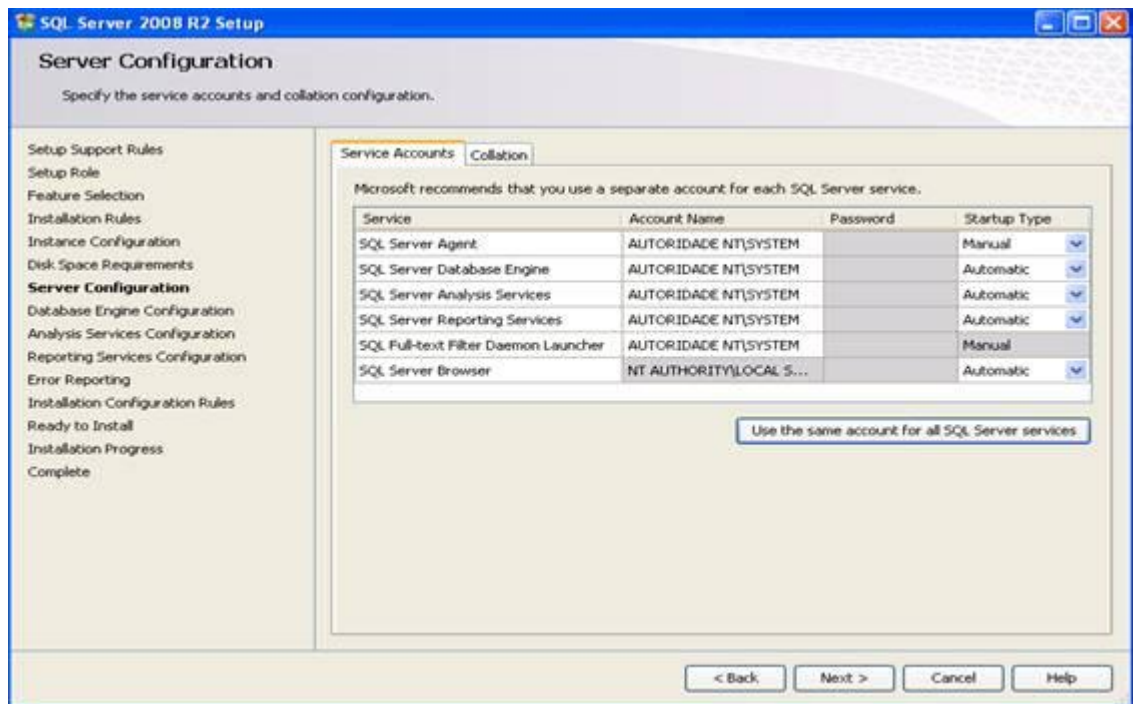 SQL Server 2008 R2 Setup
Server Configuration
Specify the service accounts and collation configuration.
Setup Support Rules
Setup Role
Feature Selection
Installation Rules
Instance Configuration
Disk Space Requirements
Server Configuration
Database Engine Configuration
Analysis Services Configuration
Reporting Services Configuration
Error Reporting
Installation Configuration Rules
Ready to Install
Installation Progress
Complete
Service Accounts Collation
Microsoft recommends that you use a separate account for each SQL Server service.
Service Account Name Password Startup Type
SQL Server Agent AUTORIDADE NT\SYSTEM Manual
SQL Server Database Engine AUTORIDADE NT\SYSTEM Automatic
SQL Server Analysis Services AUTORIDADE NT\SYSTEM Automatic
SQL Server Reporting Services AUTORIDADE NT\SYSTEM Automatic
SQL Full-text Filter Daemon Launcher AUTORIDADE NT\SYSTEM Manual
SQL Server Browser NT AUTHORITY\LOCAL S... Automatic
Use the same account for all SQL Server services
< Back Next > Cancel Help